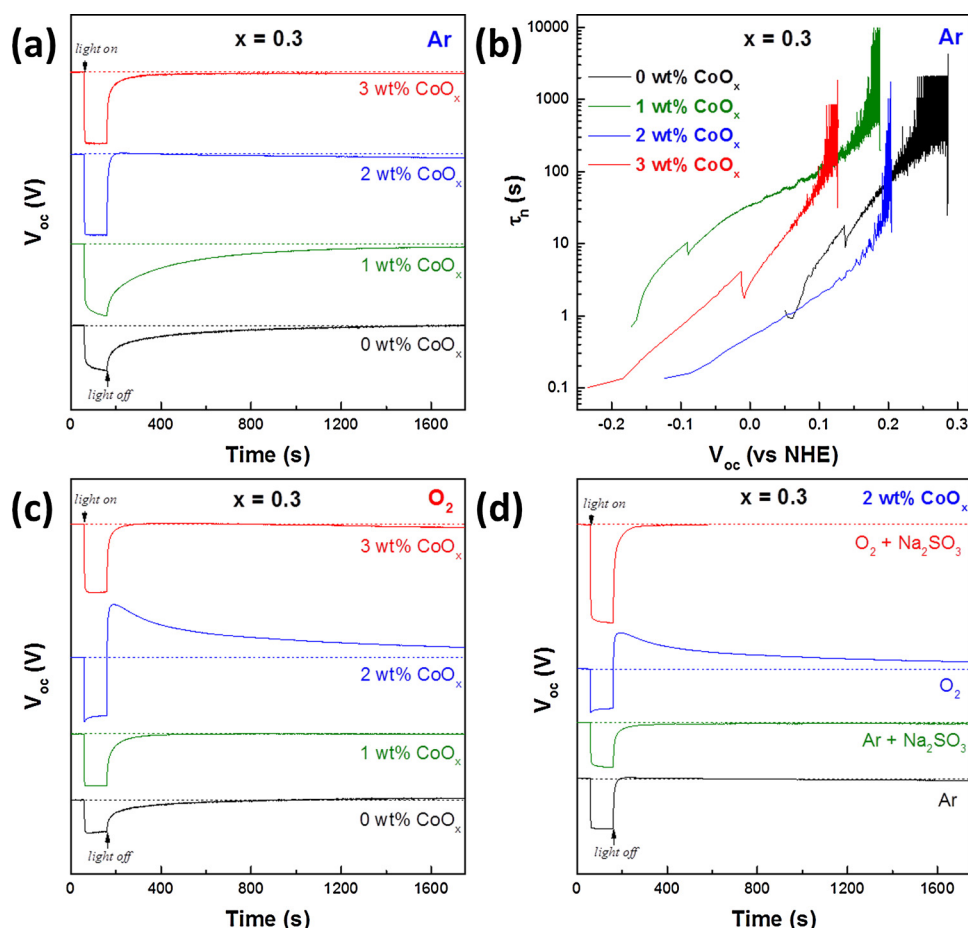 (a)
x = 0.3
Ar
light on
3 wt% CoOₓ
2 wt% CoOₓ
1 wt% CoOₓ
0 wt% CoOₓ
light off
V_oc (V)
0 400 800 1200 1600
Time (s)
(b)
x = 0.3
Ar
10000
1000
100
10
1
0.1
0 wt% CoOₓ
1 wt% CoOₓ
2 wt% CoOₓ
3 wt% CoOₓ
τₙ (s)
-0.2 -0.1 0.0 0.1 0.2 0.3
V_oc (vs NHE)
(c)
x = 0.3
O₂
light on
3 wt% CoOₓ
2 wt% CoOₓ
1 wt% CoOₓ
0 wt% CoOₓ
light off
V_oc (V)
0 400 800 1200 1600
Time (s)
(d)
x = 0.3
2 wt% CoOₓ
light on
O₂ + Na₂SO₃
O₂
Ar + Na₂SO₃
Ar
light off
V_oc (V)
0 400 800 1200 1600
Time (s)